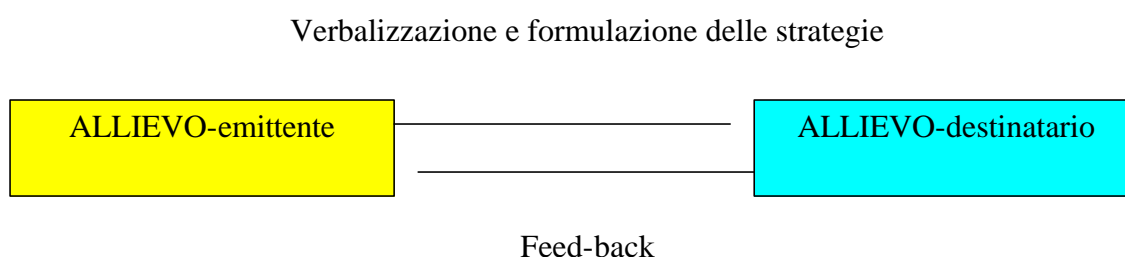 Verbalizzazione e formulazione delle strategie
ALLIEVO-emittente
ALLIEVO-destinatario
Feed-back